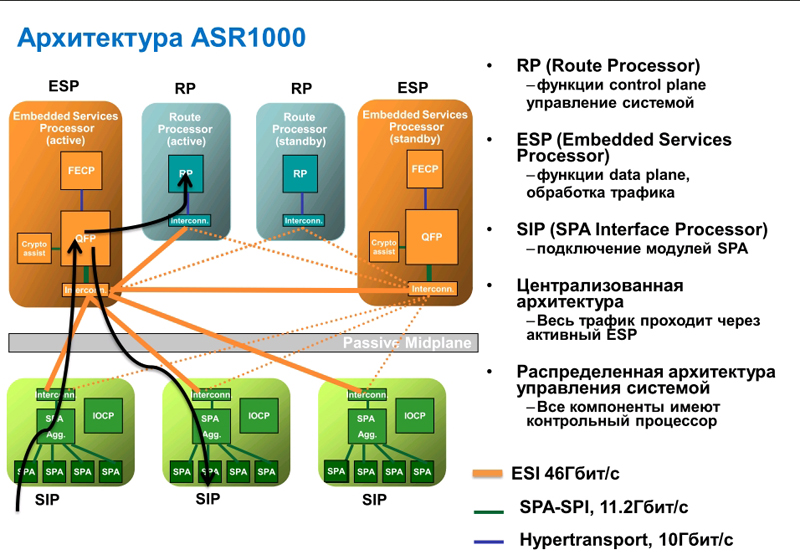 Архитектура ASR1000
ESP
RP
RP
ESP
Embedded Services
Processor
(active)
Route
Processor
(active)
Route
Processor
(standby)
Embedded Services
Processor
(standby)
FECP
RP
RP
FECP
Crypto
assist
QFP
Interconn.
Interconn.
Interconn.
Crypto
assist
QFP
Interconn.
Passive Midplane
Interconn.
SPA
Agg.
IOCP
SPA
SPA
SPA
SPA
SIP
Interconn.
SPA
Agg.
IOCP
SPA
SPA
SPA
SPA
SIP
Interconn.
SPA
Agg.
IOCP
SPA
SPA
SPA
SPA
SIP
• RP (Route Processor)
–функции control plane
управление системой
• ESP (Embedded Services
Processor)
–функции data plane,
обработка трафика
• SIP (SPA Interface Processor)
–подключение модулей SPA
• Централизованная
архитектура
–Весь трафик проходит через
активный ESP
• Распределенная архитектура
управления системой
–Все компоненты имеют
контрольный процессор
ESI 46Гбит/с
SPA-SPI, 11.2Гбит/с
Hypertransport, 10Гбит/с